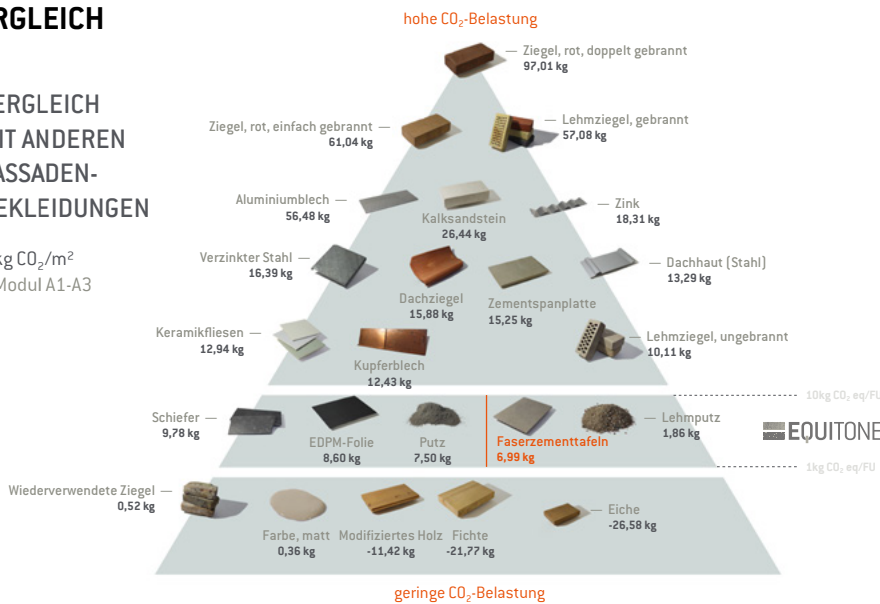 RGLEICH
ERGLEICH
IT ANDEREN
ASSADEN-
EKLEIDUNGEN
kg CO₂/m²
Modul A1-A3
hohe CO₂-Belastung
Ziegel, rot, doppelt gebrannt
97,01 kg
Ziegel, rot, einfach gebrannt
61,04 kg
Lehmziegel, gebrannt
57,08 kg
Aluminiumblech
56,48 kg
Kalksandstein
26,44 kg
Zink
18,31 kg
Verzinkter Stahl
16,39 kg
Dachziegel
15,88 kg
Zementspanplatte
15,25 kg
Dachhaut (Stahl)
13,29 kg
Keramikfliesen
12,94 kg
Kupferblech
12,43 kg
Lehmziegel, ungebrannt
10,11 kg
10kg CO₂ eq/FU
Schiefer
9,78 kg
EDPM-Folie
8,60 kg
Putz
7,50 kg
Faserzementtafeln
6,99 kg
Lehmputz
1,86 kg
EQUITONE
1kg CO₂ eq/FU
Wiederverwendete Ziegel
0,52 kg
Farbe, matt
0,36 kg
Modifiziertes Holz
-11,42 kg
Fichte
-21,77 kg
Eiche
-26,58 kg
geringe CO₂-Belastung